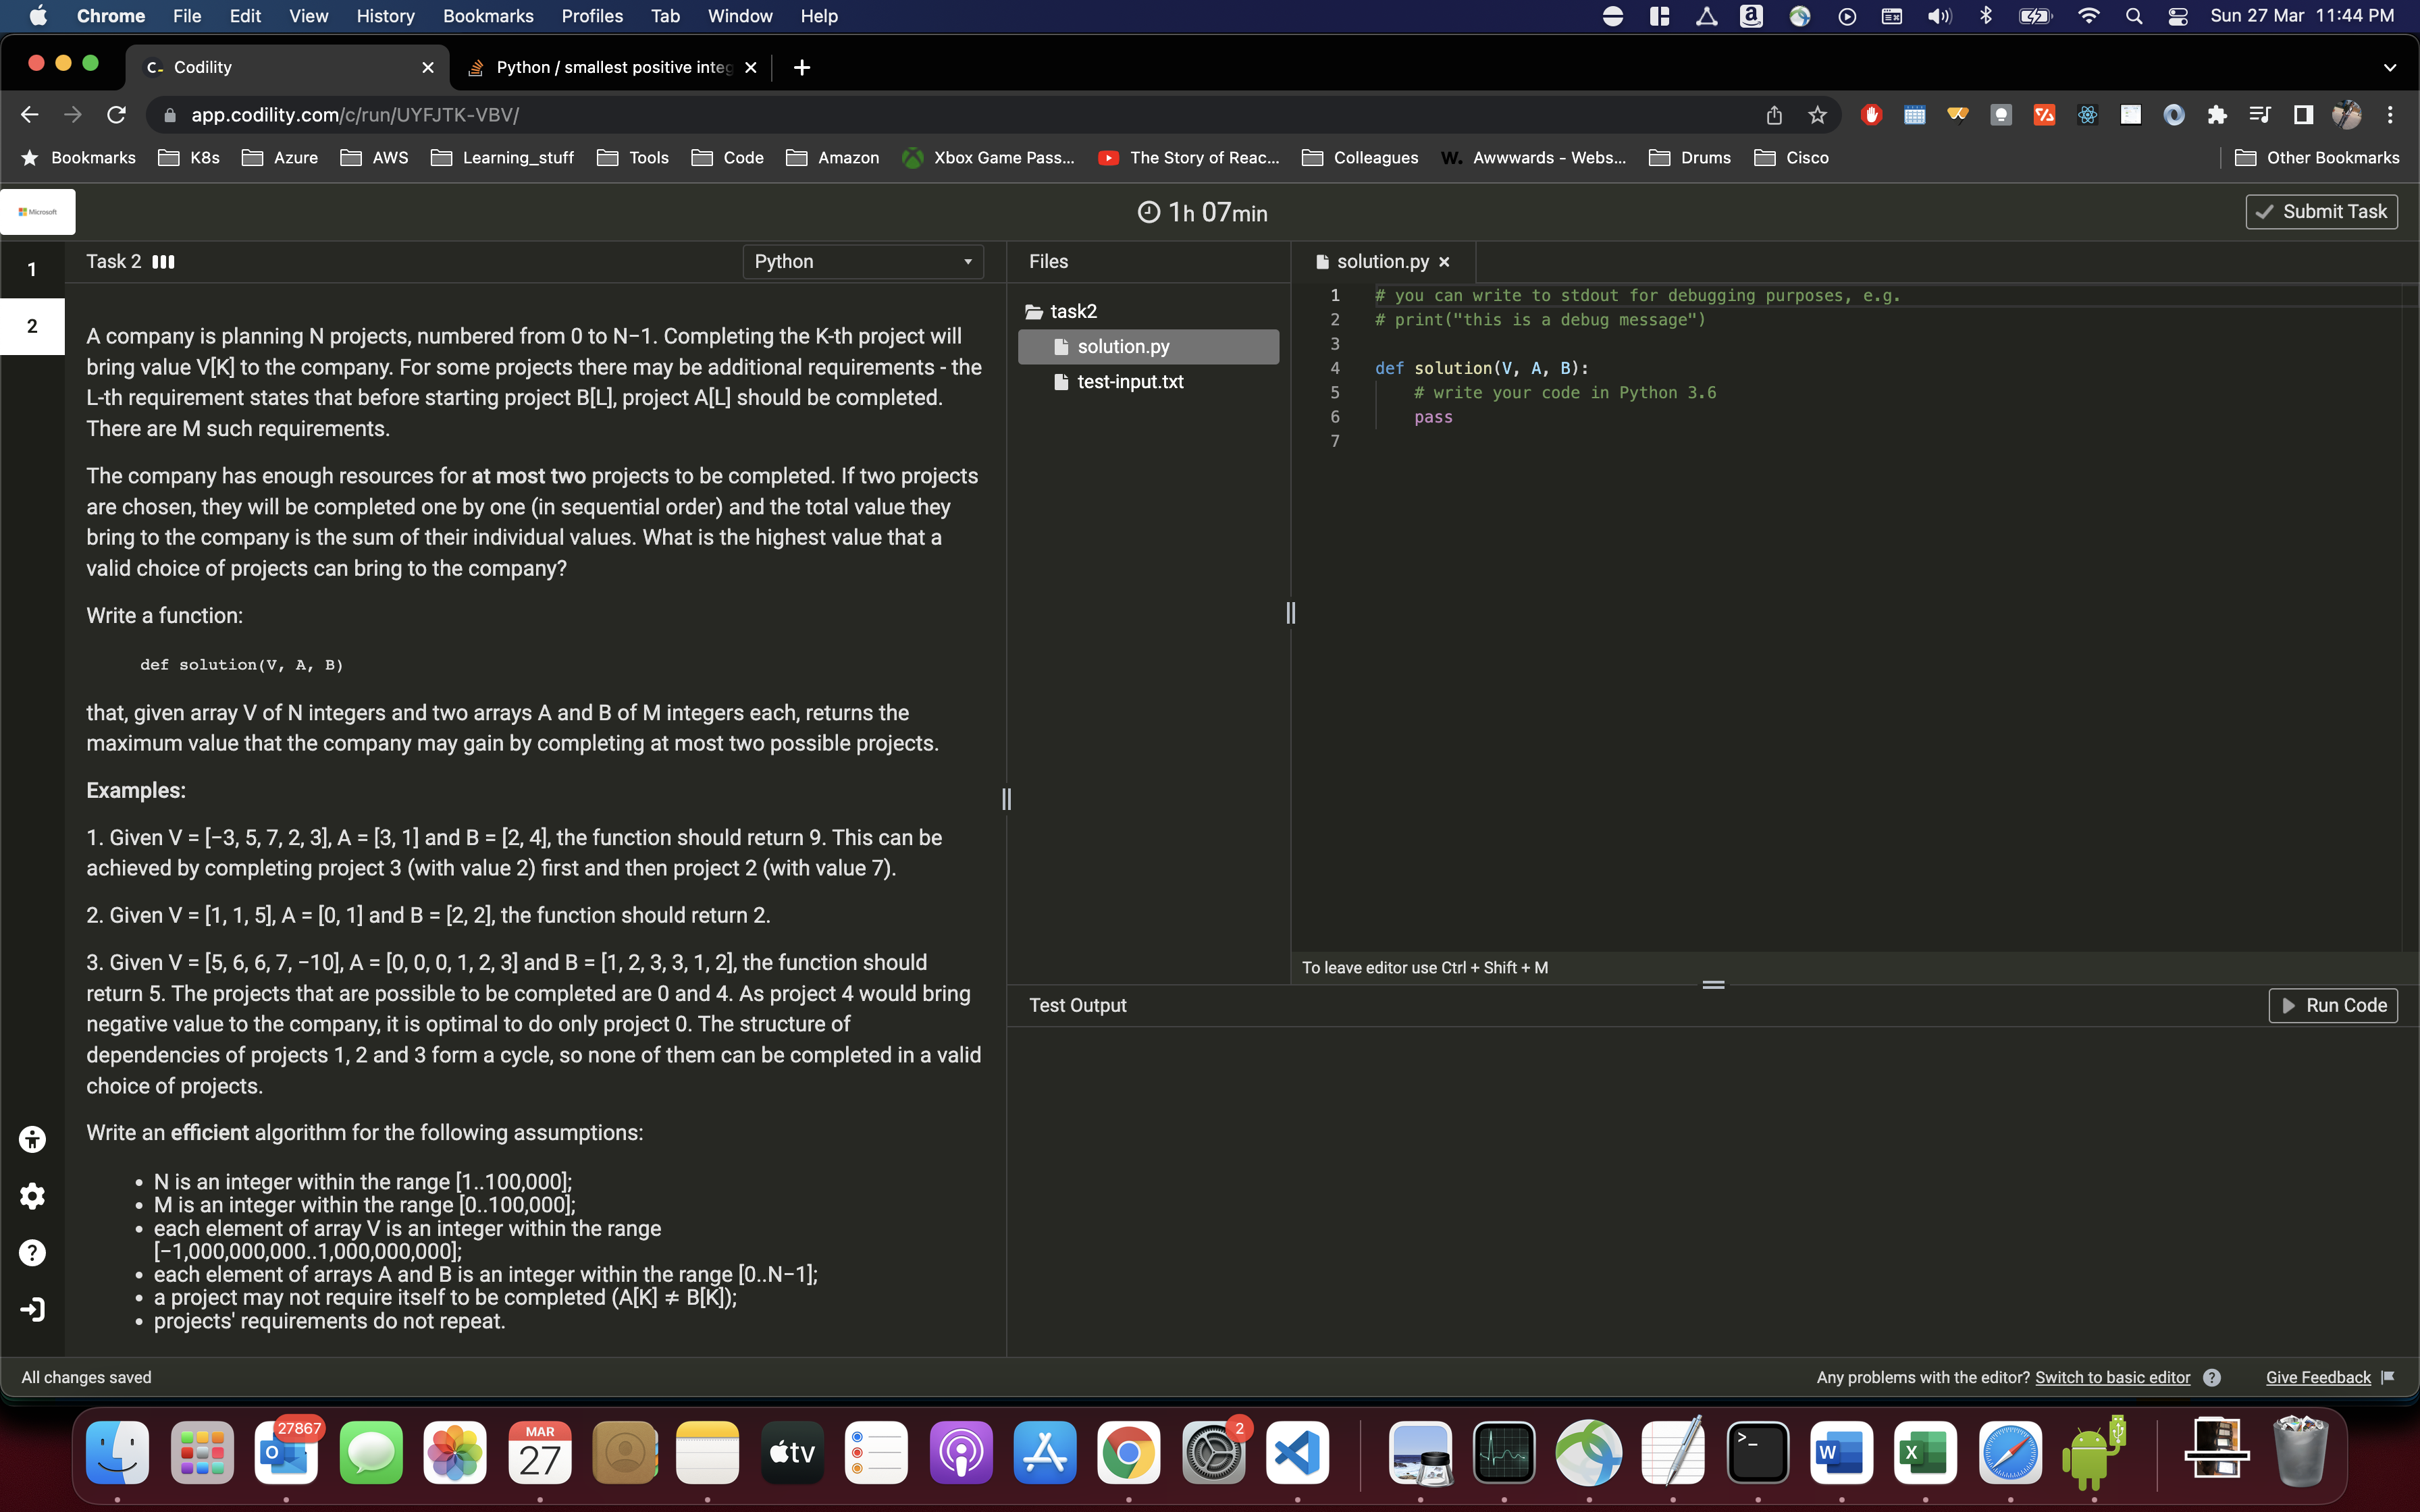 Chrome File Edit View History Bookmarks Profiles Tab Window Help
a
Sun 27 Mar 11:44 PM
C- Codility
Python / smallest positive integ
app.codility.com/c/run/UYFJTK-VBV/
Bookmarks K8s Azure AWS Learning_stuff Tools Code Amazon Xbox Game Pass... The Story of Reac... Colleagues W. Awwwards - Webs... Drums Cisco Other Bookmarks
Microsoft
1h 07min
Submit Task
1
2
Task 2
Python
A company is planning N projects, numbered from 0 to N−1. Completing the K-th project will
bring value V[K] to the company. For some projects there may be additional requirements - the
L-th requirement states that before starting project B[L], project A[L] should be completed.
There are M such requirements.
The company has enough resources for at most two projects to be completed. If two projects
are chosen, they will be completed one by one (in sequential order) and the total value they
bring to the company is the sum of their individual values. What is the highest value that a
valid choice of projects can bring to the company?
Write a function:
def solution(V, A, B)
that, given array V of N integers and two arrays A and B of M integers each, returns the
maximum value that the company may gain by completing at most two possible projects.
Examples:
1. Given V = [−3, 5, 7, 2, 3], A = [3, 1] and B = [2, 4], the function should return 9. This can be
achieved by completing project 3 (with value 2) first and then project 2 (with value 7).
2. Given V = [1, 1, 5], A = [0, 1] and B = [2, 2], the function should return 2.
3. Given V = [5, 6, 6, 7, −10], A = [0, 0, 0, 1, 2, 3] and B = [1, 2, 3, 3, 1, 2], the function should
return 5. The projects that are possible to be completed are 0 and 4. As project 4 would bring
negative value to the company, it is optimal to do only project 0. The structure of
dependencies of projects 1, 2 and 3 form a cycle, so none of them can be completed in a valid
choice of projects.
Write an efficient algorithm for the following assumptions:
• N is an integer within the range [1..100,000];
• M is an integer within the range [0..100,000];
• each element of array V is an integer within the range
[−1,000,000,000..1,000,000,000];
• each element of arrays A and B is an integer within the range [0..N−1];
• a project may not require itself to be completed (A[K] ≠ B[K]);
• projects' requirements do not repeat.
Files
task2
solution.py
test-input.txt
solution.py
1 # you can write to stdout for debugging purposes, e.g.
2 # print("this is a debug message")
3
4 def solution(V, A, B):
5 # write your code in Python 3.6
6 pass
7
To leave editor use Ctrl + Shift + M
Test Output
Run Code
All changes saved
Any problems with the editor? Switch to basic editor ?
Give Feedback
27867
O
MAR
27
tv
2
>_
W
X